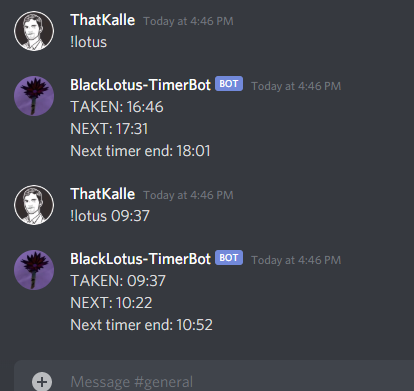 ThatKalle Today at 4:46 PM
!lotus
BlackLotus-TimerBot BOT Today at 4:46 PM
TAKEN: 16:46
NEXT: 17:31
Next timer end: 18:01
ThatKalle Today at 4:46 PM
!lotus 09:37
BlackLotus-TimerBot BOT Today at 4:46 PM
TAKEN: 09:37
NEXT: 10:22
Next timer end: 10:52
Message #general